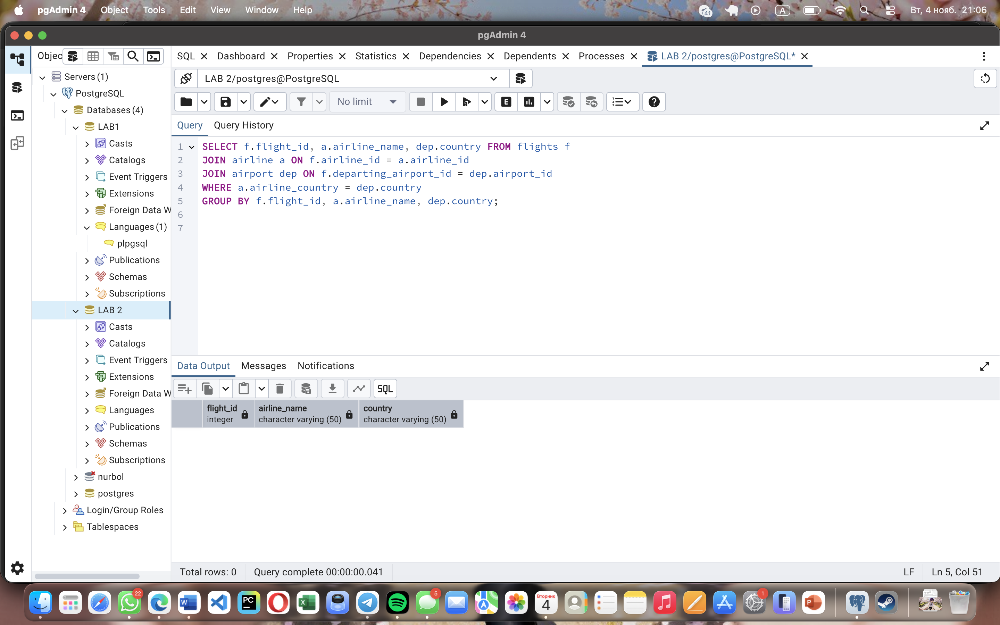 pgAdmin 4 Object Tools Edit View Window Help 41 A Вт, 4 нояб. 21:06
pgAdmin 4
Objec SQL Dashboard Properties Statistics Dependencies Dependents Processes LAB 2/postgres@PostgreSQL*
Servers (1)
PostgreSQL
Databases (4)
LAB1
Casts
Catalogs
Event Triggers
Extensions
Foreign Data W
Languages (1)
plpgsql
Publications
Schemas
Subscriptions
LAB 2
Casts
Catalogs
Event Triggers
Extensions
Foreign Data W
Languages
Publications
Schemas
Subscriptions
nurbol
postgres
Login/Group Roles
Tablespaces
LAB 2/postgres@PostgreSQL
No limit E
Query Query History
1 SELECT f.flight_id, a.airline_name, dep.country FROM flights f
2 JOIN airline a ON f.airline_id = a.airline_id
3 JOIN airport dep ON f.departing_airport_id = dep.airport_id
4 WHERE a.airline_country = dep.country
5 GROUP BY f.flight_id, a.airline_name, dep.country;
6
7
Data Output Messages Notifications
SQL
flight_id airline_name country
integer character varying (50) character varying (50)
Total rows: 0 Query complete 00:00:00.041 LF Ln 5, Col 51
22 W PC X 5 Вторник 4 1 P